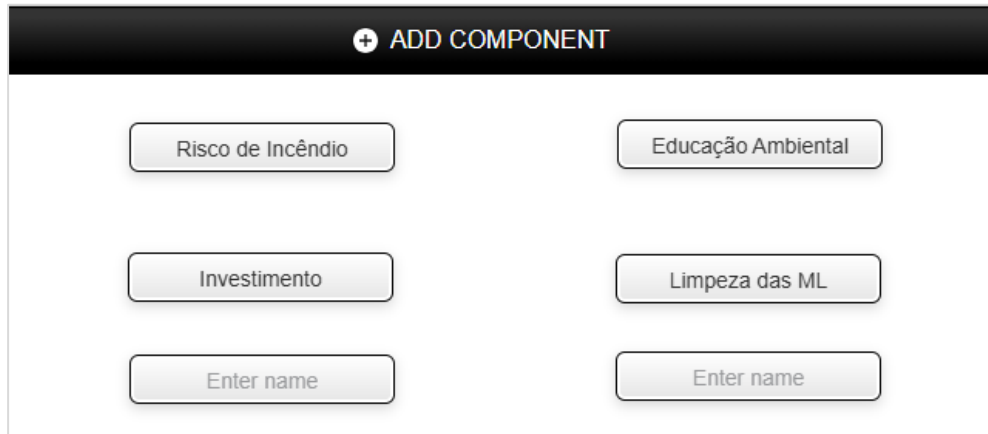 ADD COMPONENT
Risco de Incêndio
Educação Ambiental
Investimento
Limpeza das ML
Enter name
Enter name